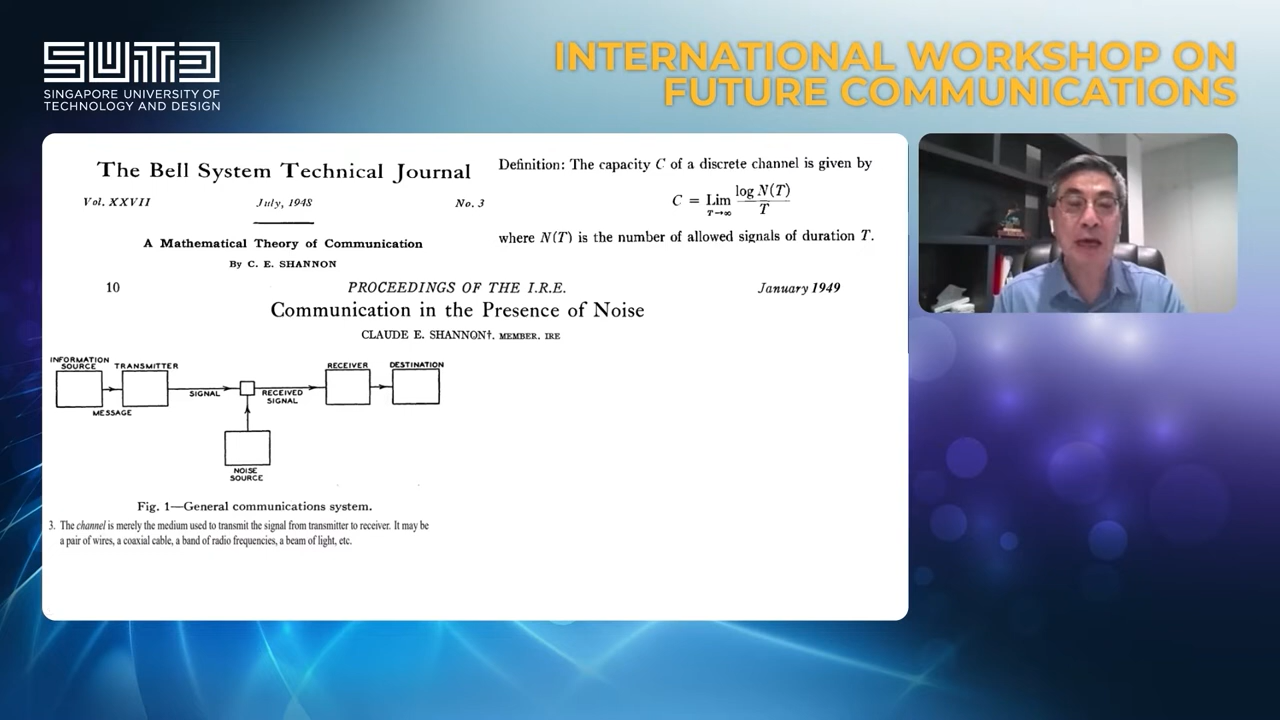 SUTD
SINGAPORE UNIVERSITY OF
TECHNOLOGY AND DESIGN
INTERNATIONAL WORKSHOP ON
FUTURE COMMUNICATIONS
The Bell System Technical Journal
Vol. XXVII July, 1948 No. 3
A Mathematical Theory of Communication
By C. E. SHANNON
Definition: The capacity C of a discrete channel is given by
C = Lim T→∞ log N(T) / T
where N(T) is the number of allowed signals of duration T.
10 PROCEEDINGS OF THE I.R.E. January 1949
Communication in the Presence of Noise
CLAUDE E. SHANNON†, MEMBER, IRE
INFORMATION
SOURCE
TRANSMITTER
RECEIVER
DESTINATION
SIGNAL
RECEIVED
SIGNAL
MESSAGE
NOISE
SOURCE
Fig. 1—General communications system.
3. The channel is merely the medium used to transmit the signal from transmitter to receiver. It may be
a pair of wires, a coaxial cable, a band of radio frequencies, a beam of light, etc.